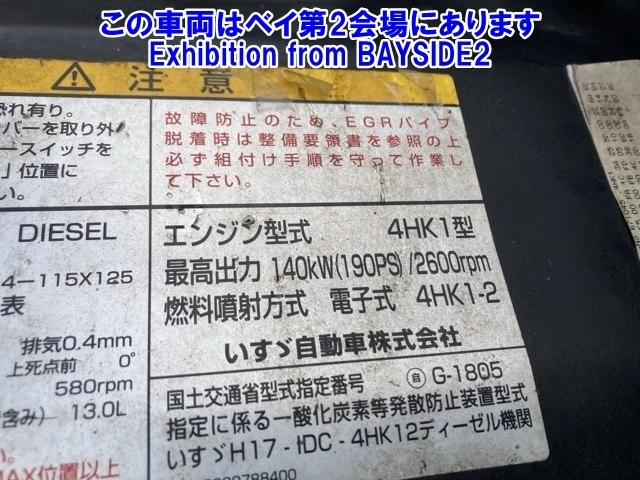 この車両はベイ第2会場にあります
Exhibition from BAYSIDE2
⚠ 注 意
恐れ有り。
バーを取り外
ースイッチを
」位置に
い。
故障防止のため、EGRパイプ
脱着時は整備要領書を参照の上
必ず組付け手順を守って作業し
て下さい。
DIESEL
4-115X125
表
排気0.4mm
上死点前 0°
580rpm
含み) 13.0L
MAX位置以上
エンジン型式 4HK1型
最高出力 140kW(190PS)/2600rpm
燃料噴射方式 電子式 4HK1-2
いすゞ自動車株式会社
国土交通省型式指定番号 自 G-1805
指定に係る一酸化炭素等発散防止装置型式
いすゞH17-tDC-4HK12ディーゼル機関